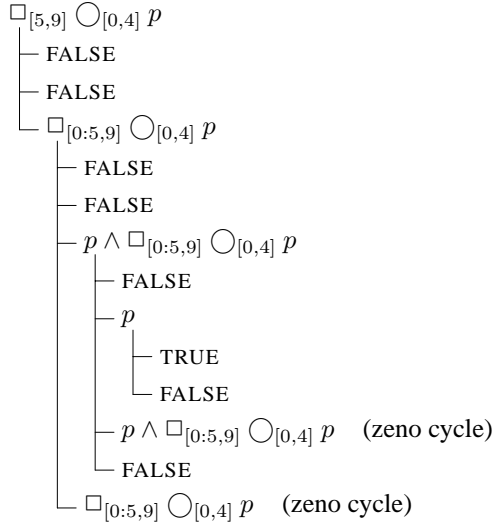 □[5,9] ◯[0,4] p
FALSE
FALSE
□[0:5,9] ◯[0,4] p
FALSE
FALSE
p ∧ □[0:5,9] ◯[0,4] p
FALSE
p
TRUE
FALSE
p ∧ □[0:5,9] ◯[0,4] p (zeno cycle)
FALSE
□[0:5,9] ◯[0,4] p (zeno cycle)